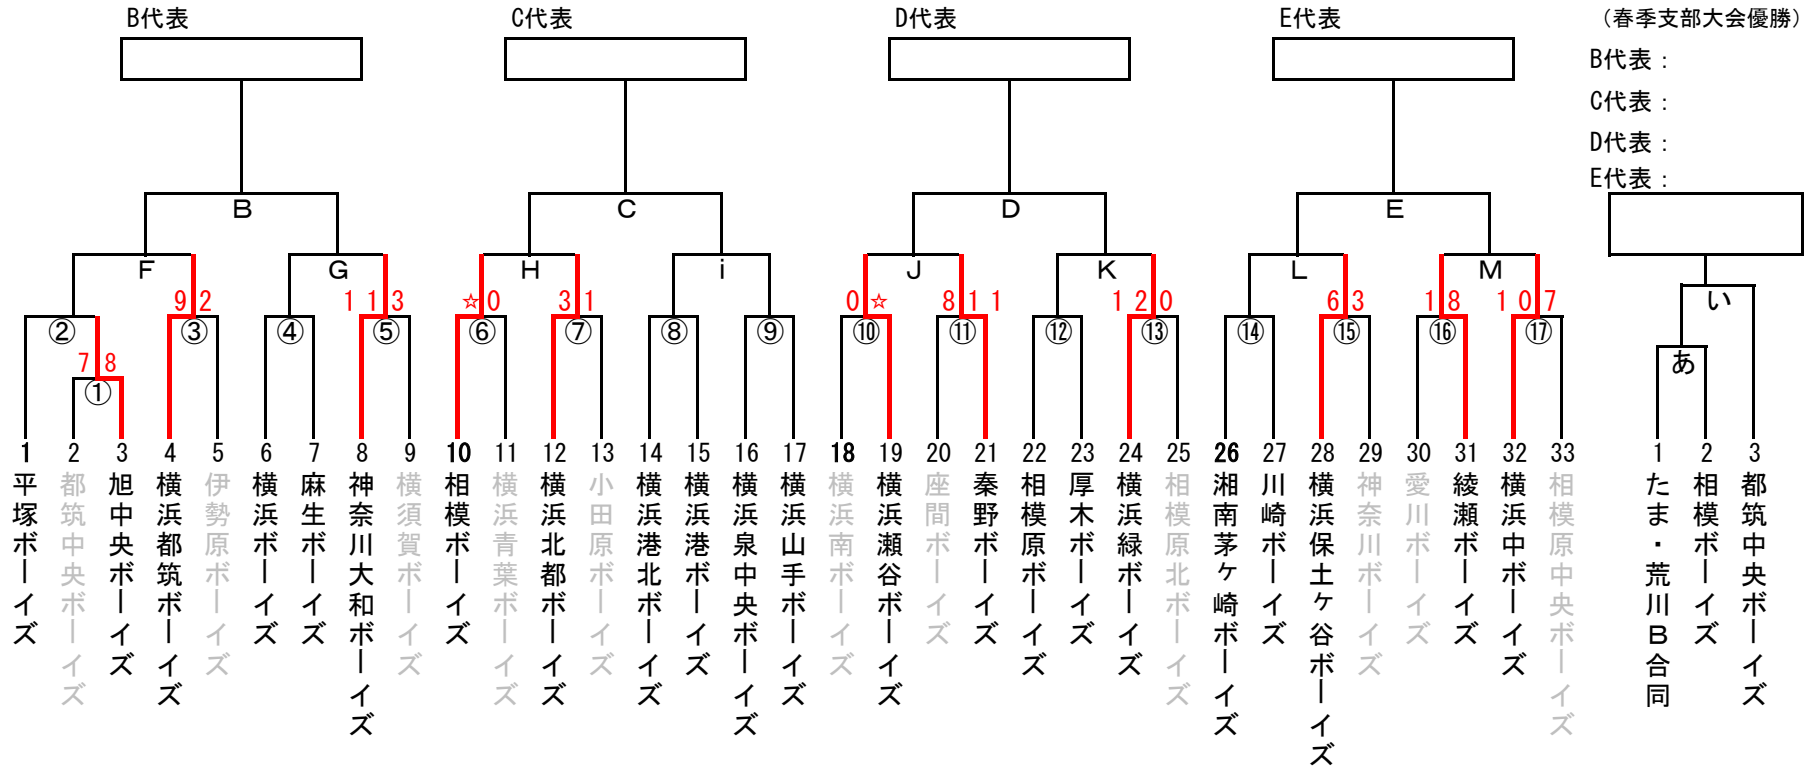 B代表
C代表
D代表
E代表
（春季支部大会優勝）
B代表：
C代表：
D代表：
E代表：
B
C
D
E
F
G
H
i
J
K
L
M
い
あ
9 2
1 1 3
☆ 0
3 1
0 ☆
8 1 1
1 2 0
6 3
1 8
1 0 7
②
③
④
⑤
⑥
⑦
⑧
⑨
⑩
⑪
⑫
⑬
⑭
⑮
⑯
⑰
7 8
①
1 平塚ボーイズ
2 都筑中央ボーイズ
3 旭中央ボーイズ
4 横浜都筑ボーイズ
5 伊勢原ボーイズ
6 横浜ボーイズ
7 麻生ボーイズ
8 神奈川大和ボーイズ
9 横須賀ボーイズ
10 相模ボーイズ
11 横浜青葉ボーイズ
12 横浜北都ボーイズ
13 小田原ボーイズ
14 横浜港北ボーイズ
15 横浜港ボーイズ
16 横浜泉中央ボーイズ
17 横浜山手ボーイズ
18 横浜南ボーイズ
19 横浜瀬谷ボーイズ
20 座間ボーイズ
21 秦野ボーイズ
22 相模原ボーイズ
23 厚木ボーイズ
24 横浜緑ボーイズ
25 相模原北ボーイズ
26 湘南茅ケ崎ボーイズ
27 川崎ボーイズ
28 横浜保土ケ谷ボーイズ
29 神奈川ボーイズ
30 愛川ボーイズ
31 綾瀬ボーイズ
32 横浜中ボーイズ
33 相模原中央ボーイズ
1 たま・荒川Ｂ合同
2 相模ボーイズ
3 都筑中央ボーイズ